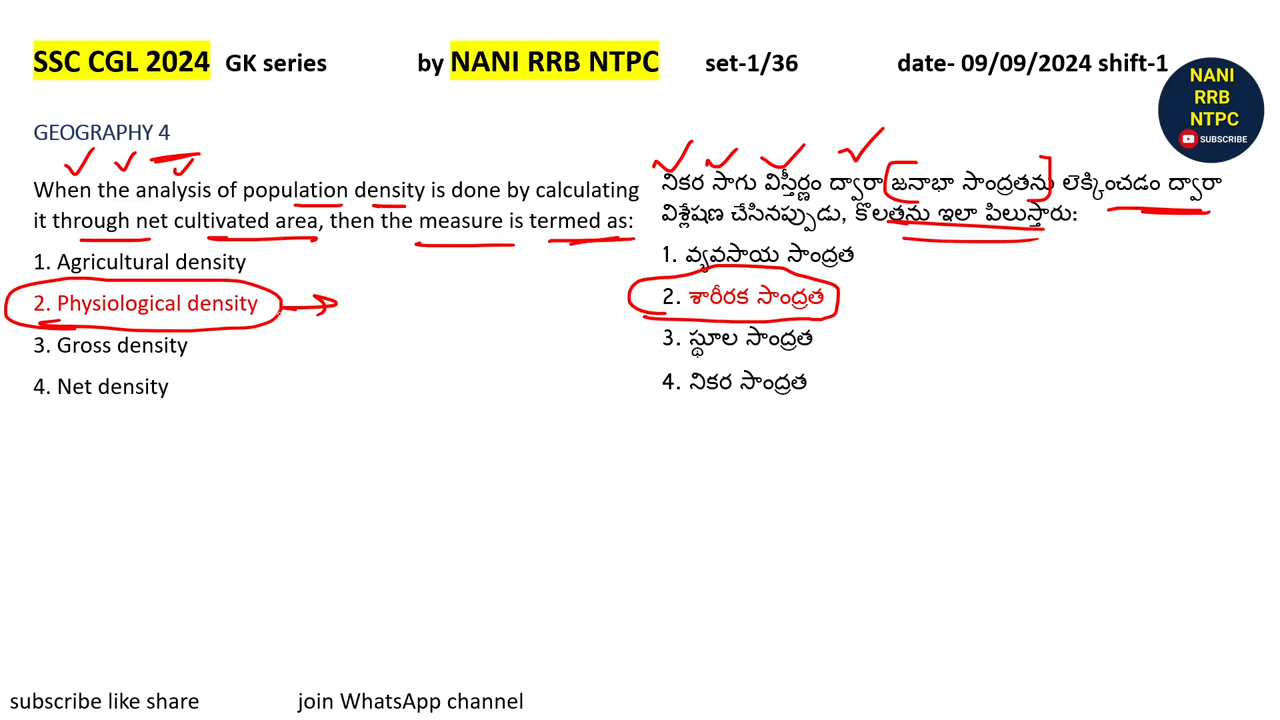 SSC CGL 2024 GK series by NANI RRB NTPC set-1/36 date- 09/09/2024 shift-1
NANI
RRB
NTPC
SUBSCRIBE
GEOGRAPHY 4
When the analysis of population density is done by calculating
it through net cultivated area, then the measure is termed as:
1. Agricultural density
2. Physiological density
3. Gross density
4. Net density
నికర సాగు విస్తీర్ణం ద్వారా జనాభా సాంద్రతను లెక్కించడం ద్వారా
విశ్లేషణ చేసినప్పుడు, కొలతను ఇలా పిలుస్తారు:
1. వ్యవసాయ సాంద్రత
2. శారీరక సాంద్రత
3. స్థూల సాంద్రత
4. నికర సాంద్రత
subscribe like share join WhatsApp channel